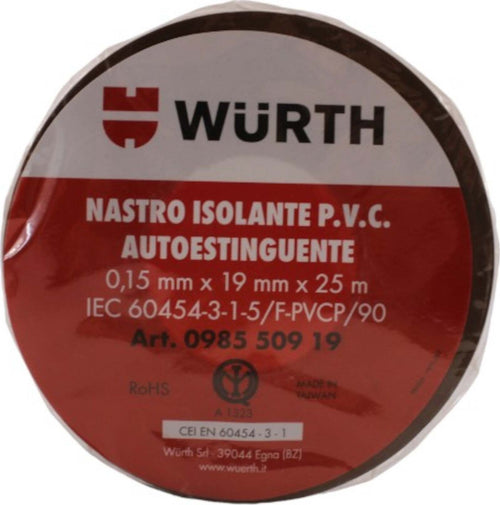 WÜRTH
NASTRO ISOLANTE P.V.C.
AUTOESTINGUENTE
0,15 mm x 19 mm x 25 m
IEC 60454-3-1-5/F-PVCP/90
Art. 0985 509 19
RoHS
MADE IN
TAIWAN
A 1323
CEI EN 60454 - 3 - 1
Würth Srl - 39044 Egna (BZ)
www.wuerth.it